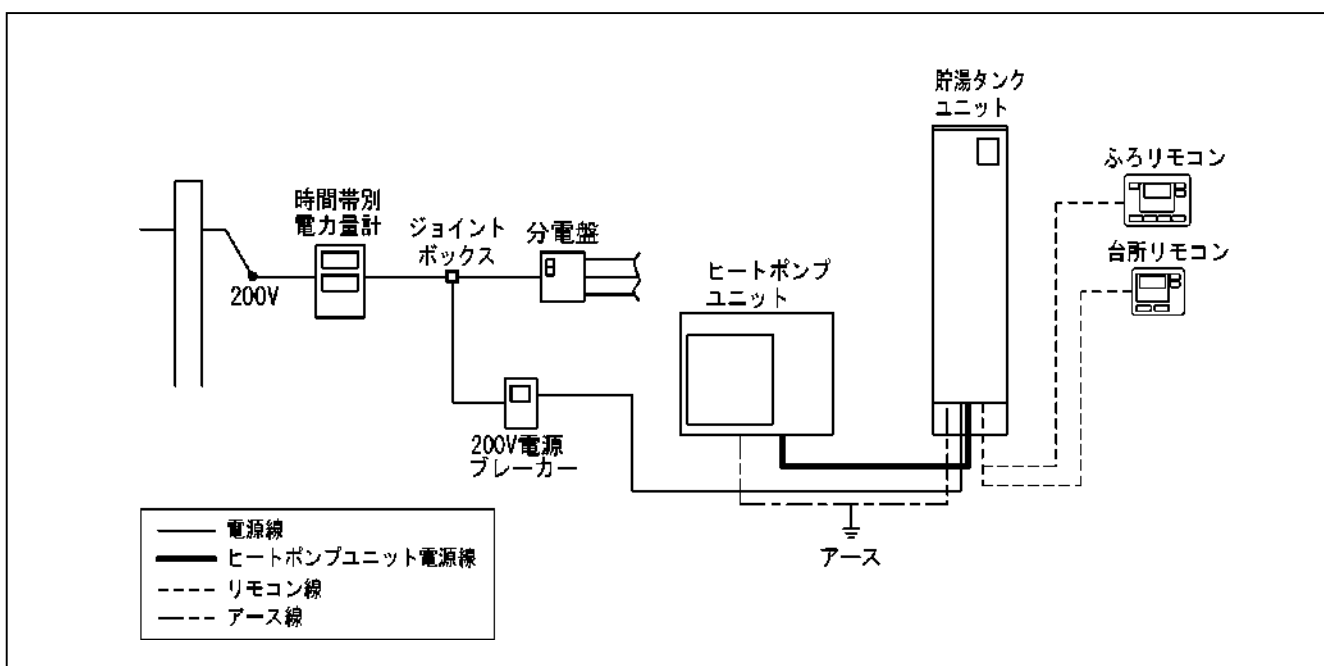 貯湯タンク
ユニット
ふろリモコン
時間帯別
電力量計
ジョイント
ボックス
分電盤
台所リモコン
ヒートポンプ
ユニット
200V
200V電源
ブレーカー
アース
電源線
ヒートポンプユニット電源線
リモコン線
アース線